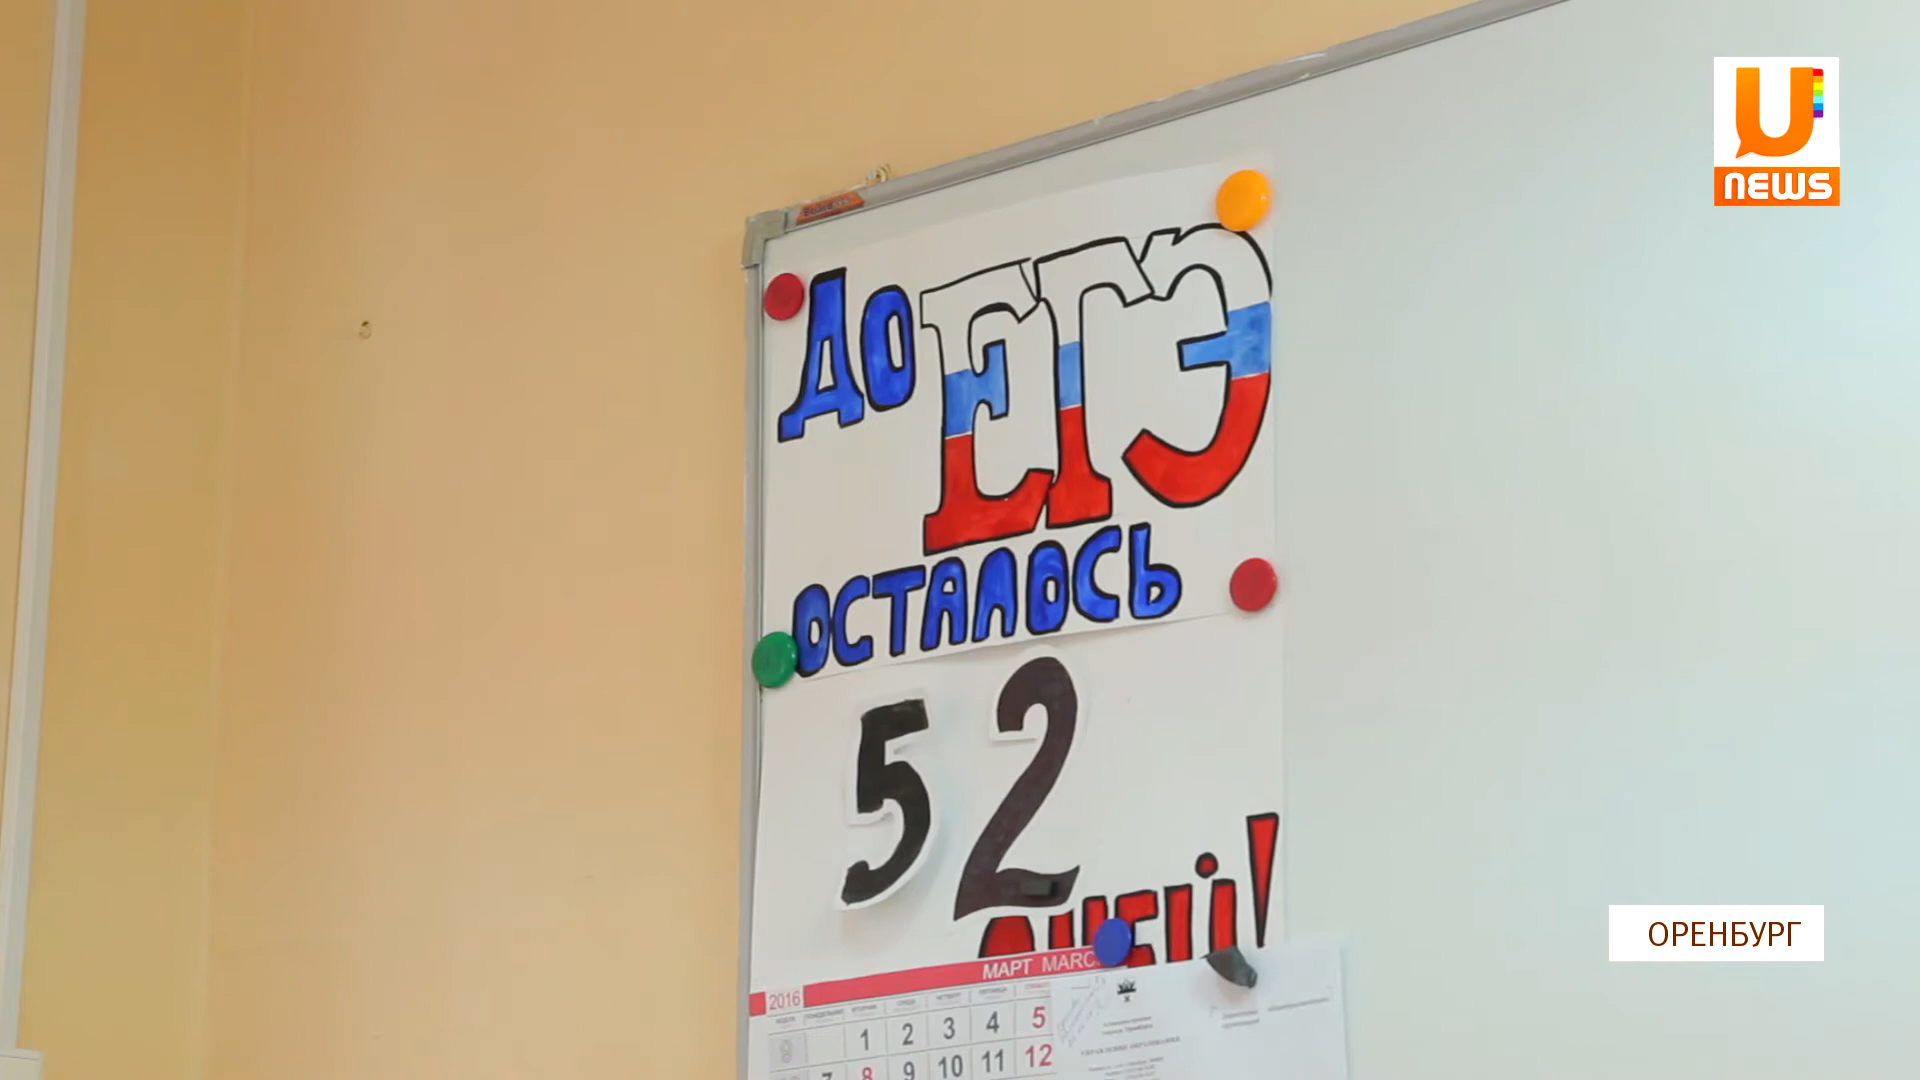 U
NEWS
ДО ЕГЭ
ОСТАЛОСЬ
52
ДНЕЙ!
МАРТ MARCH
2016
1 2 3 4 5
7 8 9 10 11 12
ОРЕНБУРГ